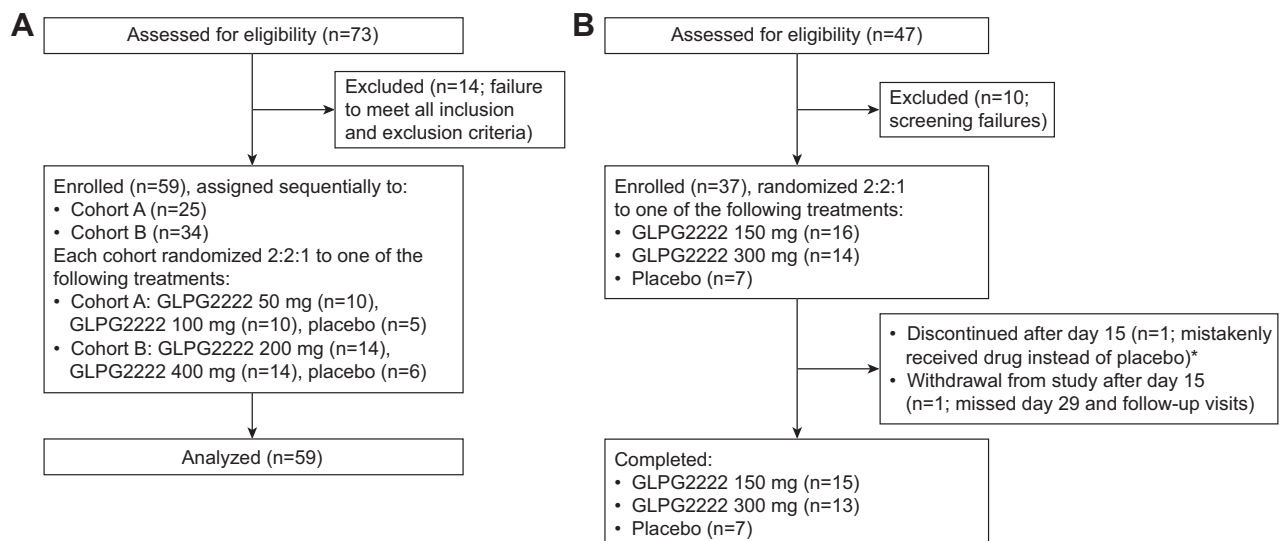 A
Assessed for eligibility (n=73)
Excluded (n=14; failure
to meet all inclusion
and exclusion criteria)
Enrolled (n=59), assigned sequentially to:
• Cohort A (n=25)
• Cohort B (n=34)
Each cohort randomized 2:2:1 to one of the
following treatments:
• Cohort A: GLPG2222 50 mg (n=10),
GLPG2222 100 mg (n=10), placebo (n=5)
• Cohort B: GLPG2222 200 mg (n=14),
GLPG2222 400 mg (n=14), placebo (n=6)
Analyzed (n=59)
B
Assessed for eligibility (n=47)
Excluded (n=10;
screening failures)
Enrolled (n=37), randomized 2:2:1
to one of the following treatments:
• GLPG2222 150 mg (n=16)
• GLPG2222 300 mg (n=14)
• Placebo (n=7)
• Discontinued after day 15 (n=1; mistakenly
received drug instead of placebo)*
• Withdrawal from study after day 15
(n=1; missed day 29 and follow-up visits)
Completed:
• GLPG2222 150 mg (n=15)
• GLPG2222 300 mg (n=13)
• Placebo (n=7)